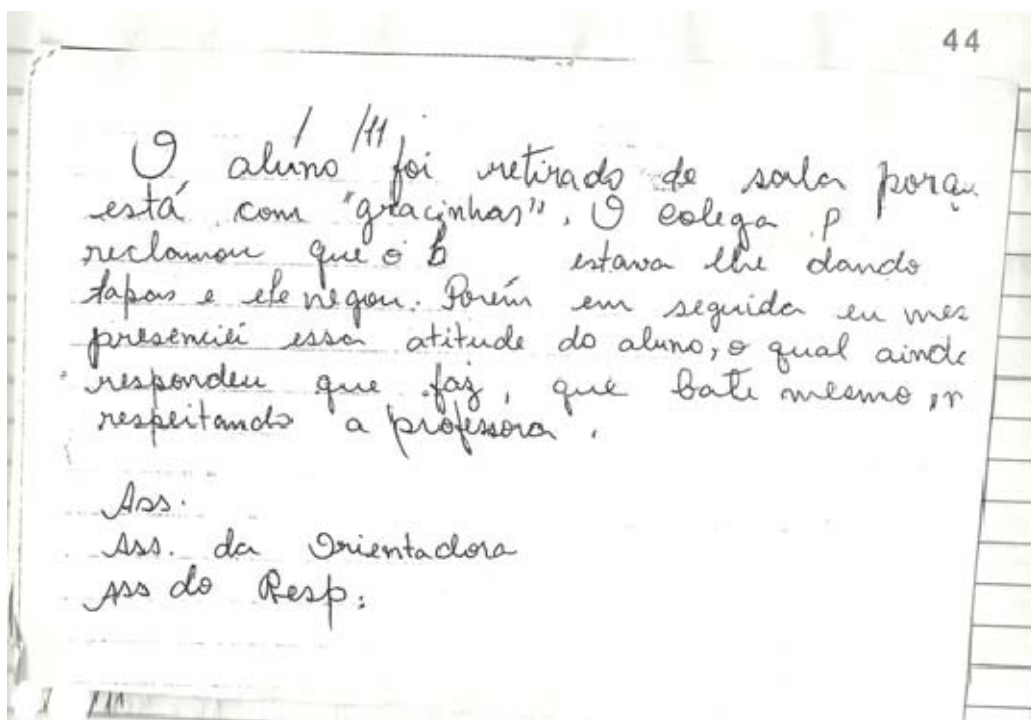 44
/ /11
O aluno foi retirado de sala porqu
está com "gracinhas". O colega P
reclamou que o B estava lhe dando
tapas e ele negou. Porém em seguida eu mes
presenciei essa atitude do aluno, o qual ainda
respondeu que faz, que bate mesmo, n
respeitando a professora.
Ass.
Ass. da Orientadora
Ass do Resp:
/ /11